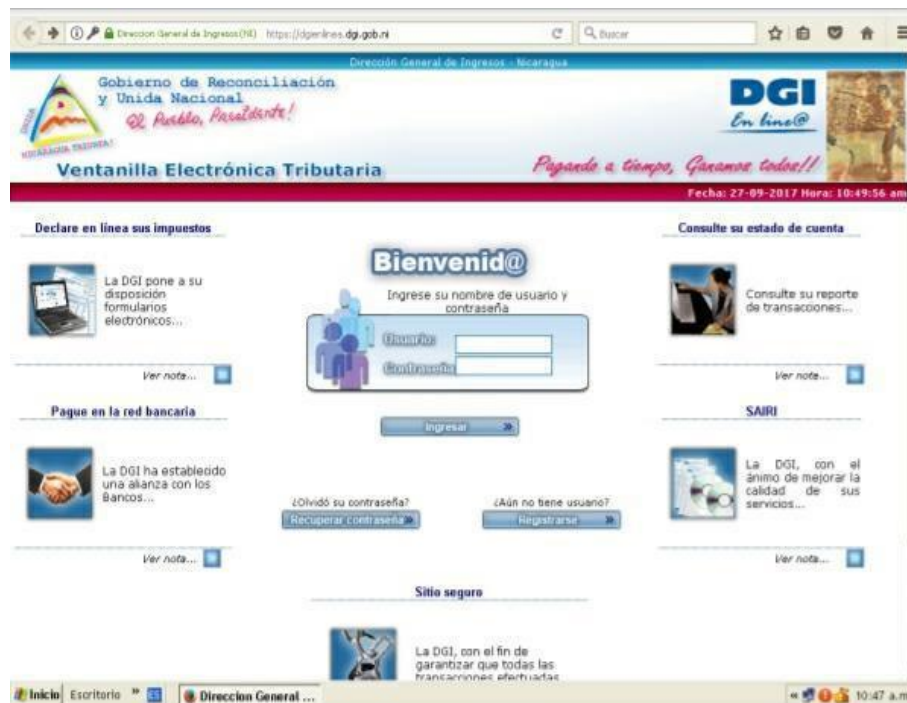 Direccion General de Ingresos (NI) https://dgienlinea.dgi.gob.ni
Buscar
Dirección General de Ingresos - Nicaragua
Gobierno de Reconciliación
y Unida Nacional
El Pueblo, Presidente!
DGI
En line@
NICARAGUA TRIBUTA!
Ventanilla Electrónica Tributaria
Pagando a tiempo, Ganamos todos!!
Fecha: 27-09-2017 Hora: 10:49:56 am
Declare en línea sus impuestos
La DGI pone a su
disposición
formularios
electrónicos...
Ver nota...
Pague en la red bancaria
La DGI ha establecido
una alianza con los
Bancos...
Ver nota...
Bienvenid@
Ingrese su nombre de usuario y
contraseña
Usuario:
Contraseña
Ingresar
¿Olvidó su contraseña?
Recuperar contraseña
¿Aún no tiene usuario?
Registrarse
Consulte su estado de cuenta
Consulte su reporte
de transacciones...
Ver nota...
SAIRI
La DGI, con el
ánimo de mejorar la
calidad de sus
servicios...
Ver nota...
Sitio seguro
La DGI, con el fin de
garantizar que todas las
transacciones efectuadas
Inicio Escritorio » ES Direccion General ... « 10:47 a.m